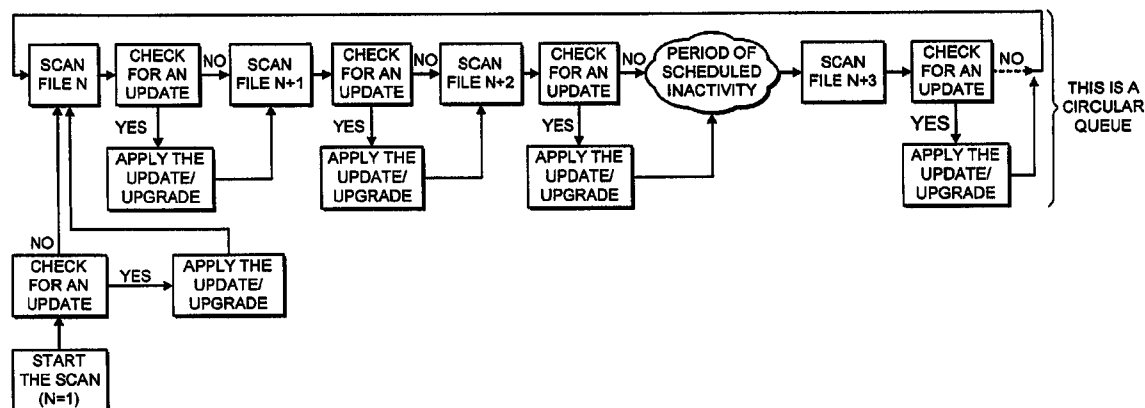 SCAN
FILE N
CHECK
FOR AN
UPDATE
NO
SCAN
FILE N+1
CHECK
FOR AN
UPDATE
NO
SCAN
FILE N+2
CHECK
FOR AN
UPDATE
NO
PERIOD OF
SCHEDULED
INACTIVITY
SCAN
FILE N+3
CHECK
FOR AN
UPDATE
NO
THIS IS A
CIRCULAR
QUEUE
YES
APPLY THE
UPDATE/
UPGRADE
YES
APPLY THE
UPDATE/
UPGRADE
YES
APPLY THE
UPDATE/
UPGRADE
YES
APPLY THE
UPDATE/
UPGRADE
NO
CHECK
FOR AN
UPDATE
YES
APPLY THE
UPDATE/
UPGRADE
START
THE SCAN
(N=1)